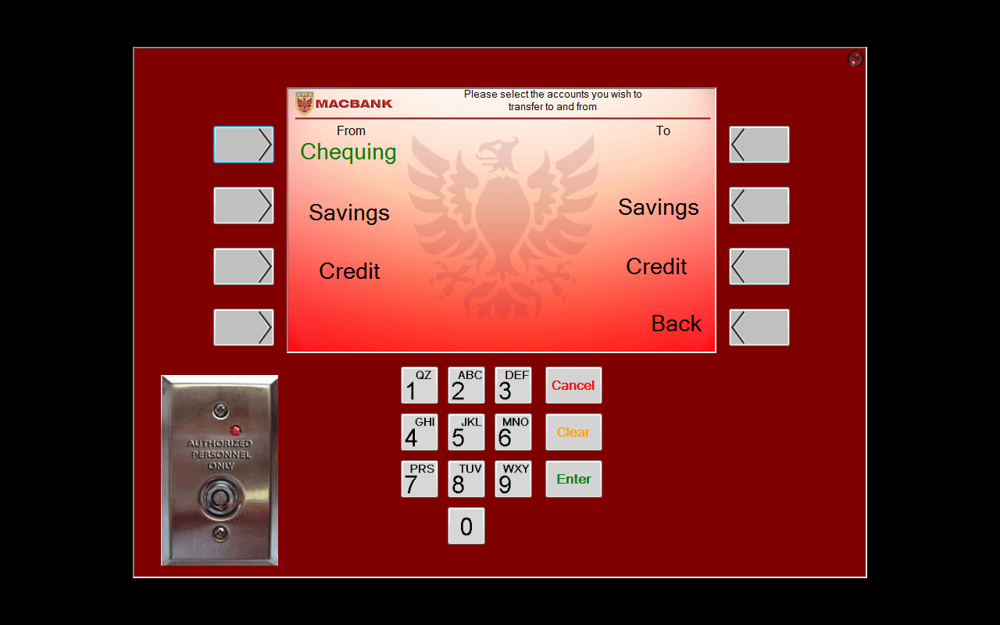 MACBANK
Please select the accounts you wish to
transfer to and from
From
To
Chequing
Savings
Savings
Credit
Credit
Back
QZ
1
ABC
2
DEF
3
Cancel
GHI
4
JKL
5
MNO
6
Clear
PRS
7
TUV
8
WXY
9
Enter
0
AUTHORIZED
PERSONNEL
ONLY